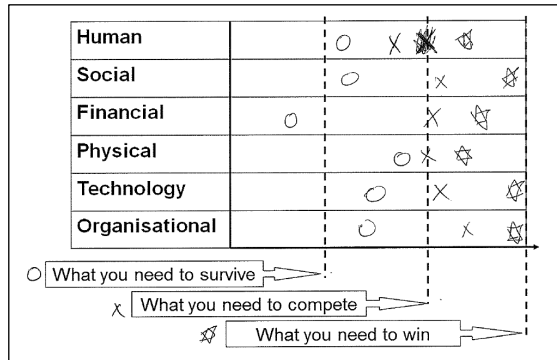 Human
Social
Financial
Physical
Technology
Organisational
What you need to survive
What you need to compete
What you need to win